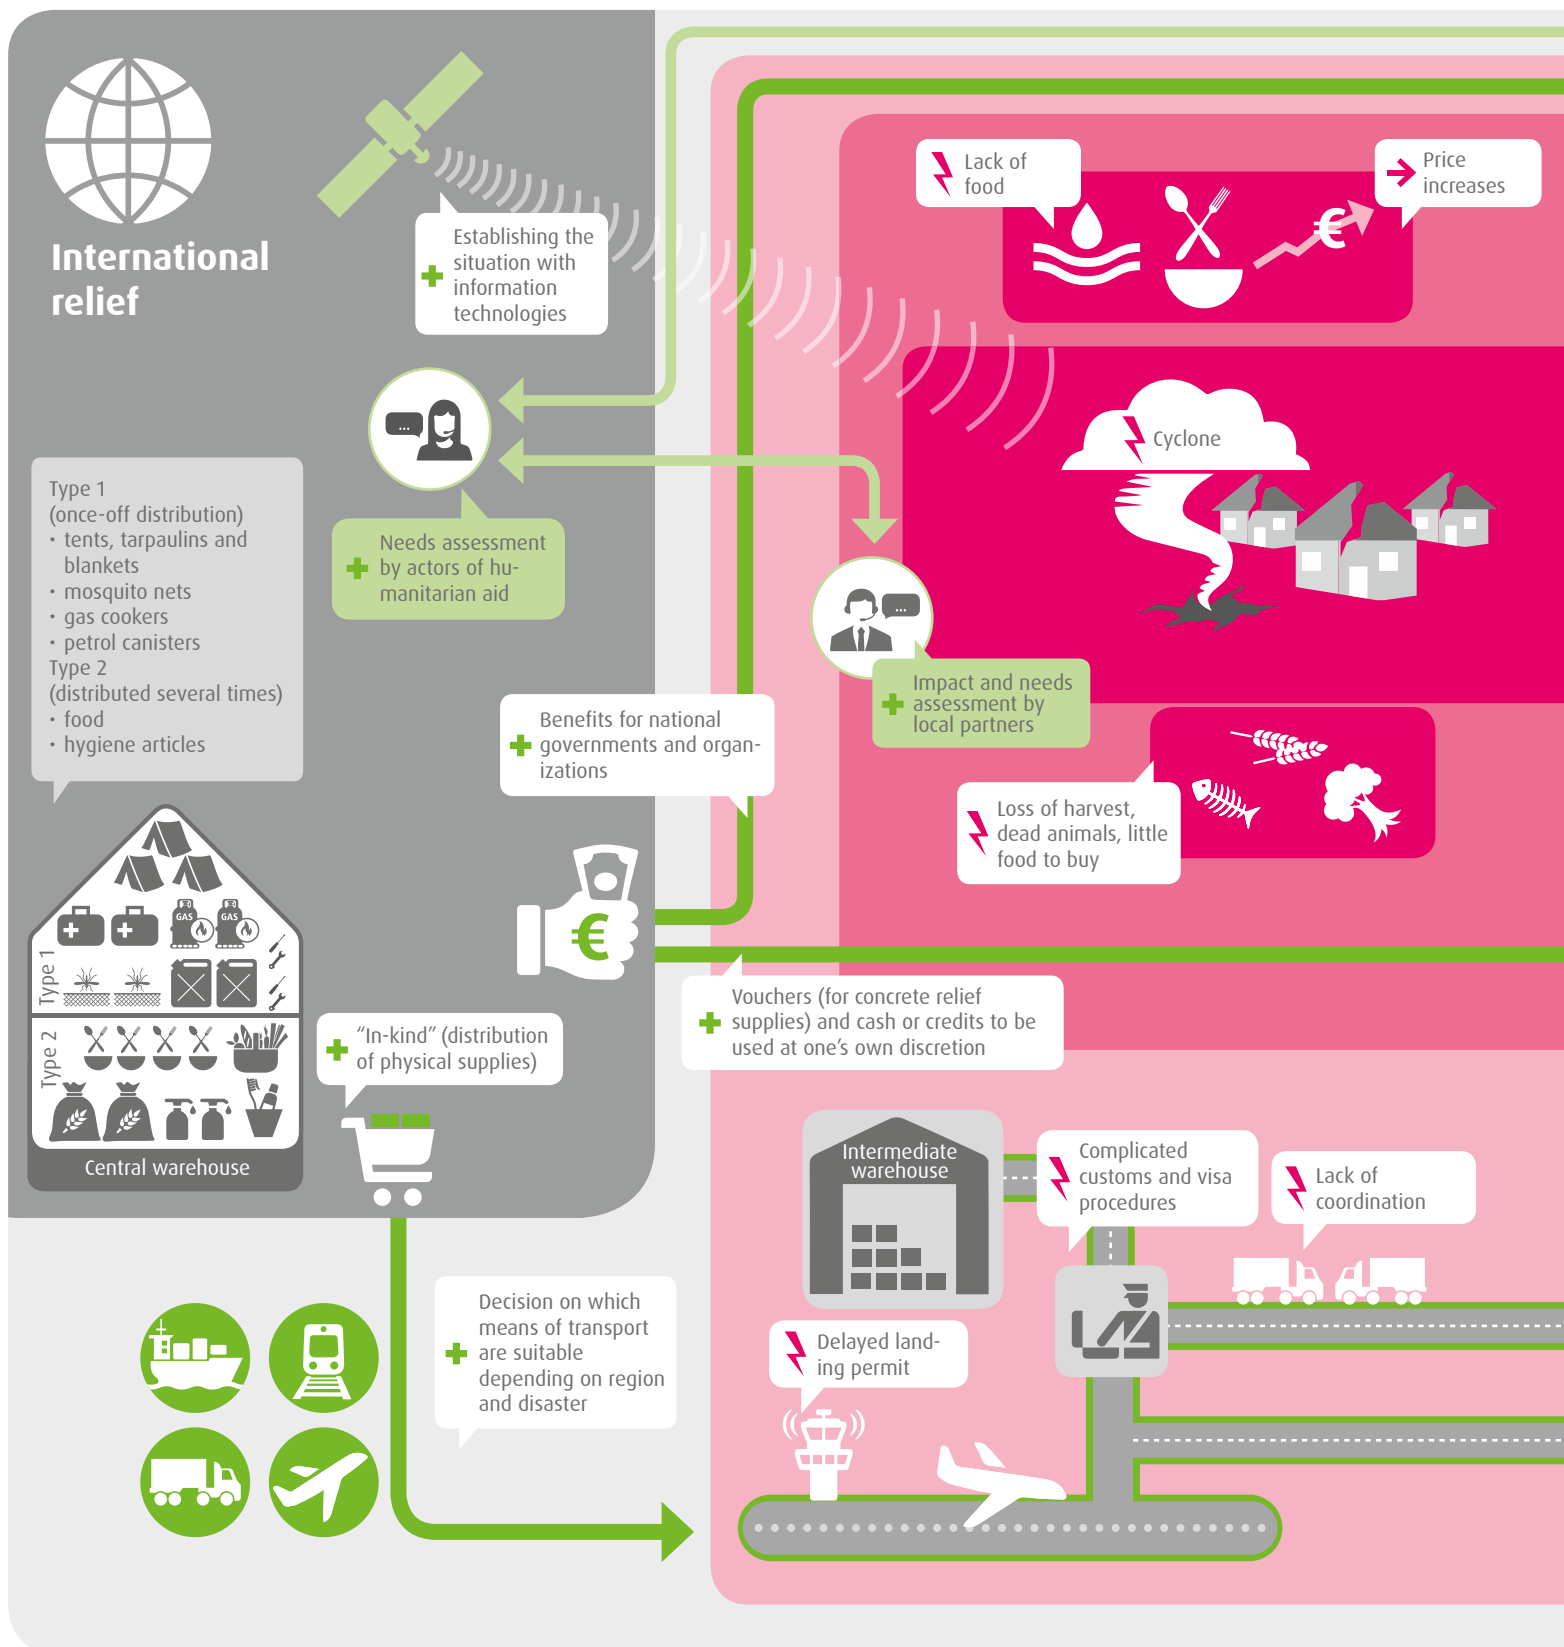 International
relief
Establishing the
situation with
information
technologies
Lack of
food
€
Price
increases
Cyclone
...
Needs assessment
by actors of hu-
manitarian aid
Type 1
(once-off distribution)
• tents, tarpaulins and
blankets
• mosquito nets
• gas cookers
• petrol canisters
Type 2
(distributed several times)
• food
• hygiene articles
...
Impact and needs
assessment by
local partners
Benefits for national
governments and organ-
izations
Loss of harvest,
dead animals, little
food to buy
€
GAS
GAS
Type 1
Type 2
Central warehouse
Vouchers (for concrete relief
supplies) and cash or credits to be
used at one's own discretion
“In-kind” (distribution
of physical supplies)
Intermediate
warehouse
Complicated
customs and visa
procedures
Lack of
coordination
Decision on which
means of transport
are suitable
depending on region
and disaster
Delayed land-
ing permit